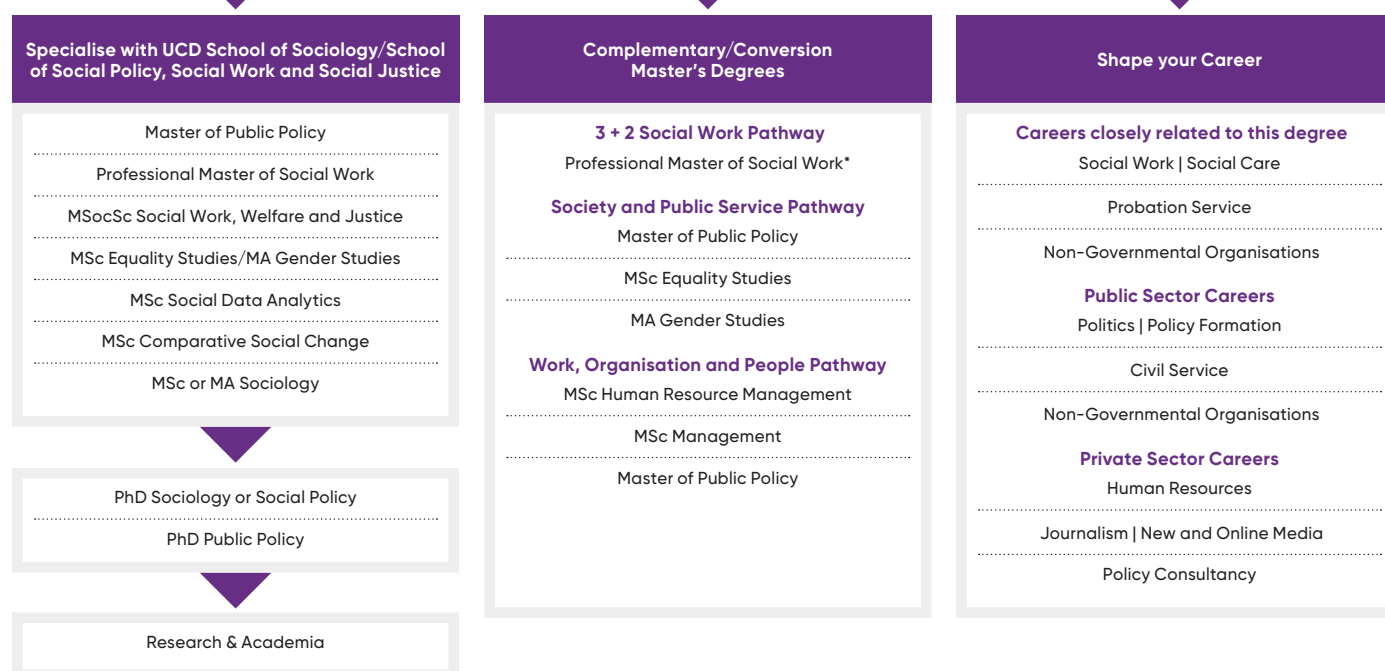 Specialise with UCD School of Sociology/School
of Social Policy, Social Work and Social Justice
Master of Public Policy
Professional Master of Social Work
MSocSc Social Work, Welfare and Justice
MSc Equality Studies/MA Gender Studies
MSc Social Data Analytics
MSc Comparative Social Change
MSc or MA Sociology
PhD Sociology or Social Policy
PhD Public Policy
Research & Academia
Complementary/Conversion
Master's Degrees
3 + 2 Social Work Pathway
Professional Master of Social Work*
Society and Public Service Pathway
Master of Public Policy
MSc Equality Studies
MA Gender Studies
Work, Organisation and People Pathway
MSc Human Resource Management
MSc Management
Master of Public Policy
Shape your Career
Careers closely related to this degree
Social Work | Social Care
Probation Service
Non-Governmental Organisations
Public Sector Careers
Politics | Policy Formation
Civil Service
Non-Governmental Organisations
Private Sector Careers
Human Resources
Journalism | New and Online Media
Policy Consultancy